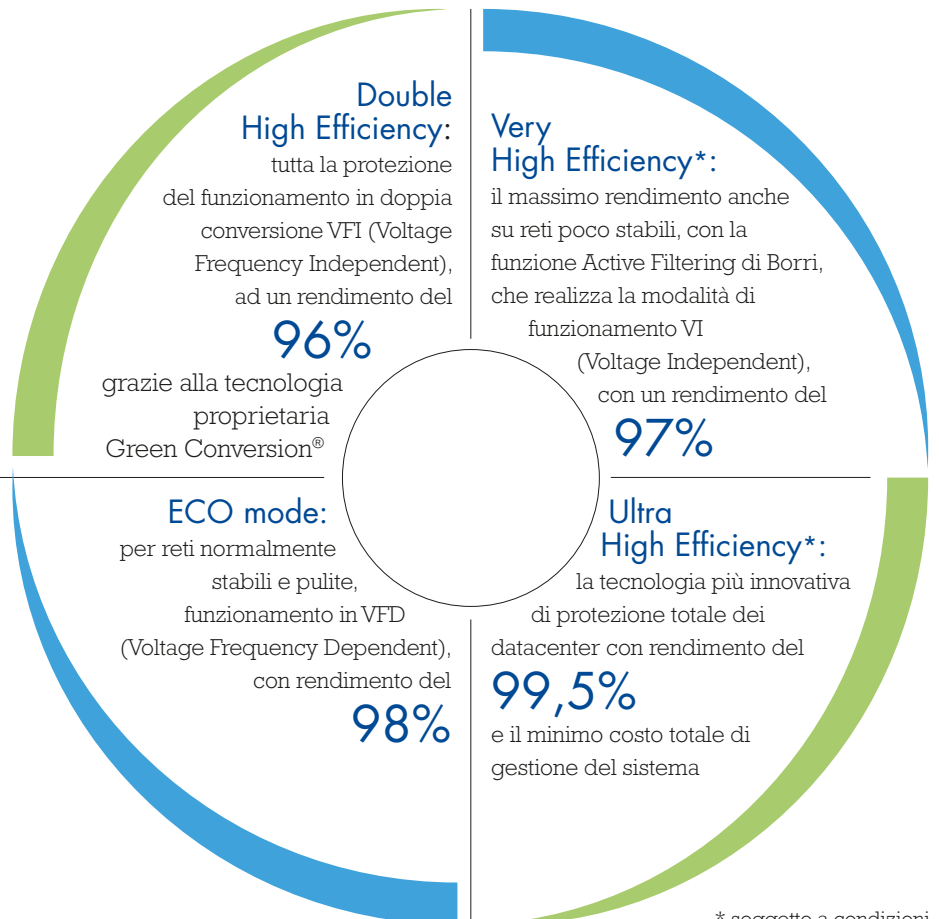 Double
High Efficiency:
tutta la protezione
del funzionamento in doppia
conversione VFI (Voltage
Frequency Independent),
ad un rendimento del
96%
grazie alla tecnologia
proprietaria
Green Conversion®
Very
High Efficiency*:
il massimo rendimento anche
su reti poco stabili, con la
funzione Active Filtering di Borri,
che realizza la modalità di
funzionamento VI
(Voltage Independent),
con un rendimento del
97%
ECO mode:
per reti normalmente
stabili e pulite,
funzionamento in VFD
(Voltage Frequency Dependent),
con rendimento del
98%
Ultra
High Efficiency*:
la tecnologia più innovativa
di protezione totale dei
datacenter con rendimento del
99,5%
e il minimo costo totale di
gestione del sistema
* soggetto a condizioni